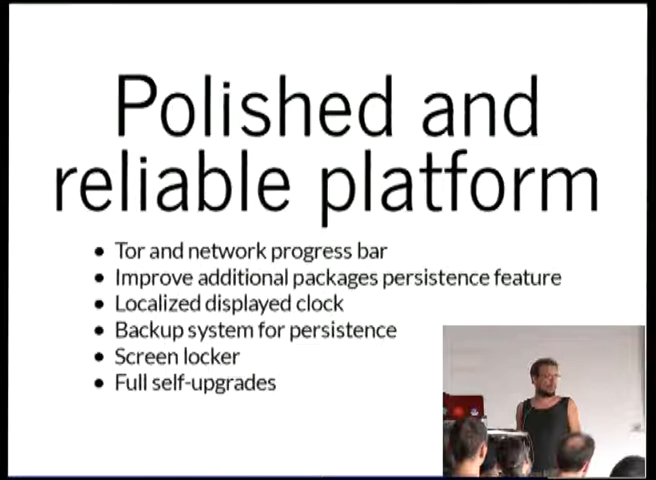 Polished and
reliable platform
• Tor and network progress bar
• Improve additional packages persistence feature
• Localized displayed clock
• Backup system for persistence
• Screen locker
• Full self-upgrades